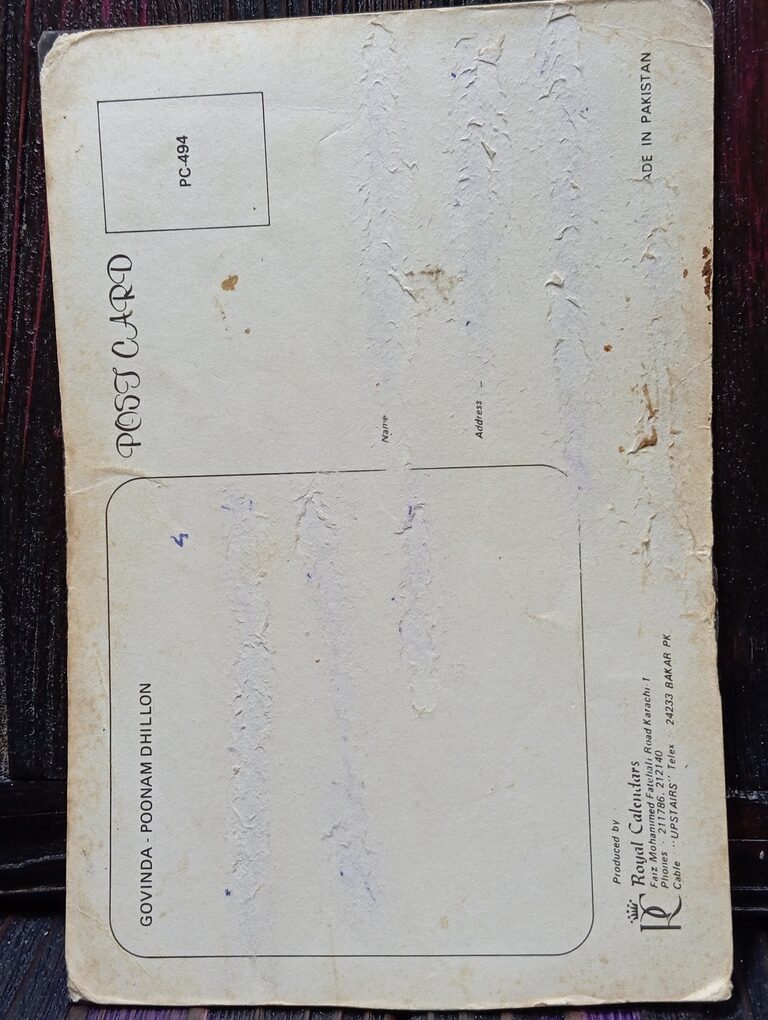 GOVINDA - POONAM DHILLON
POST CARD
PC-494
Name
Address
Produced by
Royal Calendars
Faiz Mohammed Fatehali Road Karachi-1
Phones 211786, 212140
Cable "UPSTAIRS" Telex 24233 BAKAR PK
ADE IN PAKISTAN